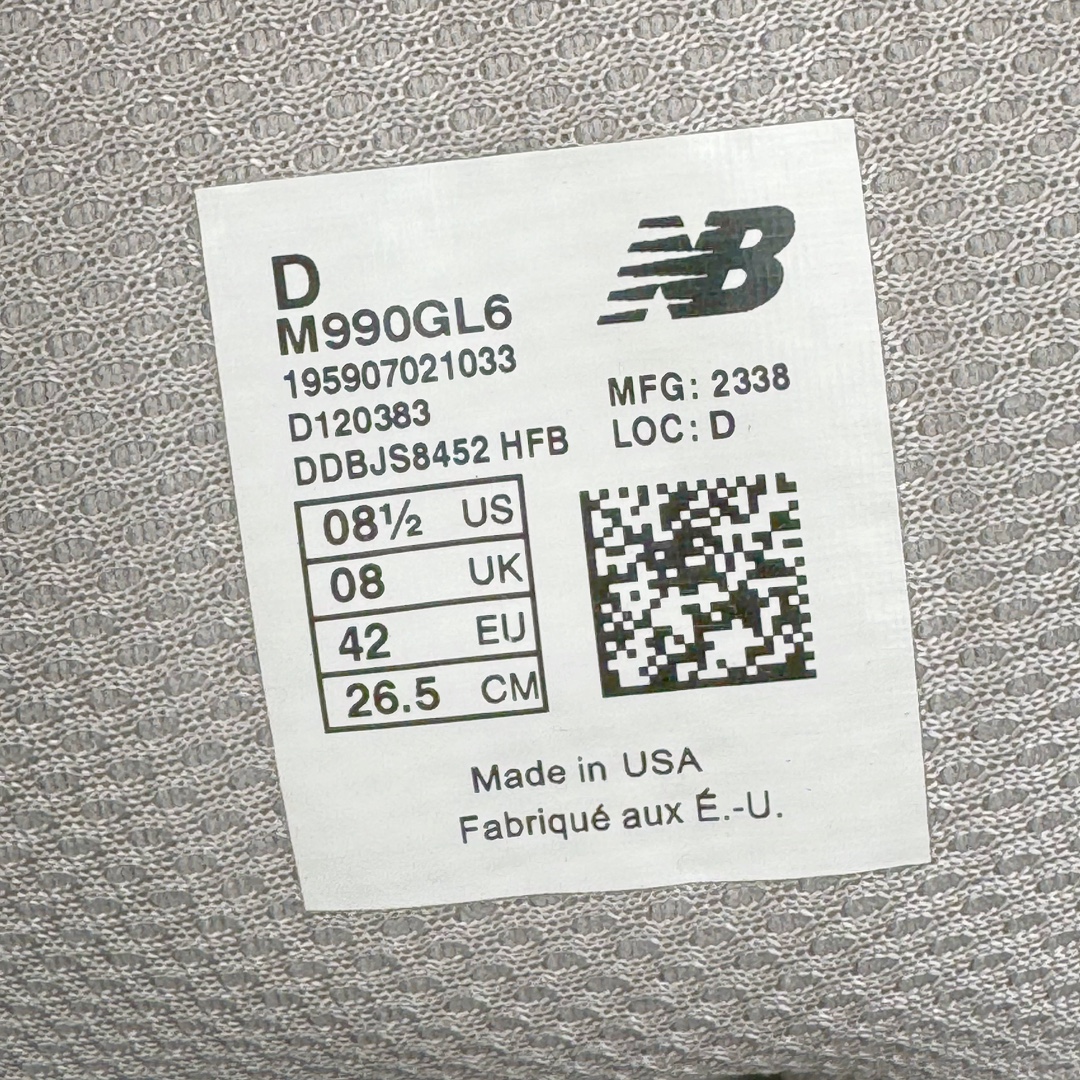 D
M990GL6
195907021033
D120383
DDBJS8452 HFB
NB
MFG: 2338
LOC: D
08½ US
08 UK
42 EU
26.5 CM
Made in USA
Fabriqué aux É.-U.